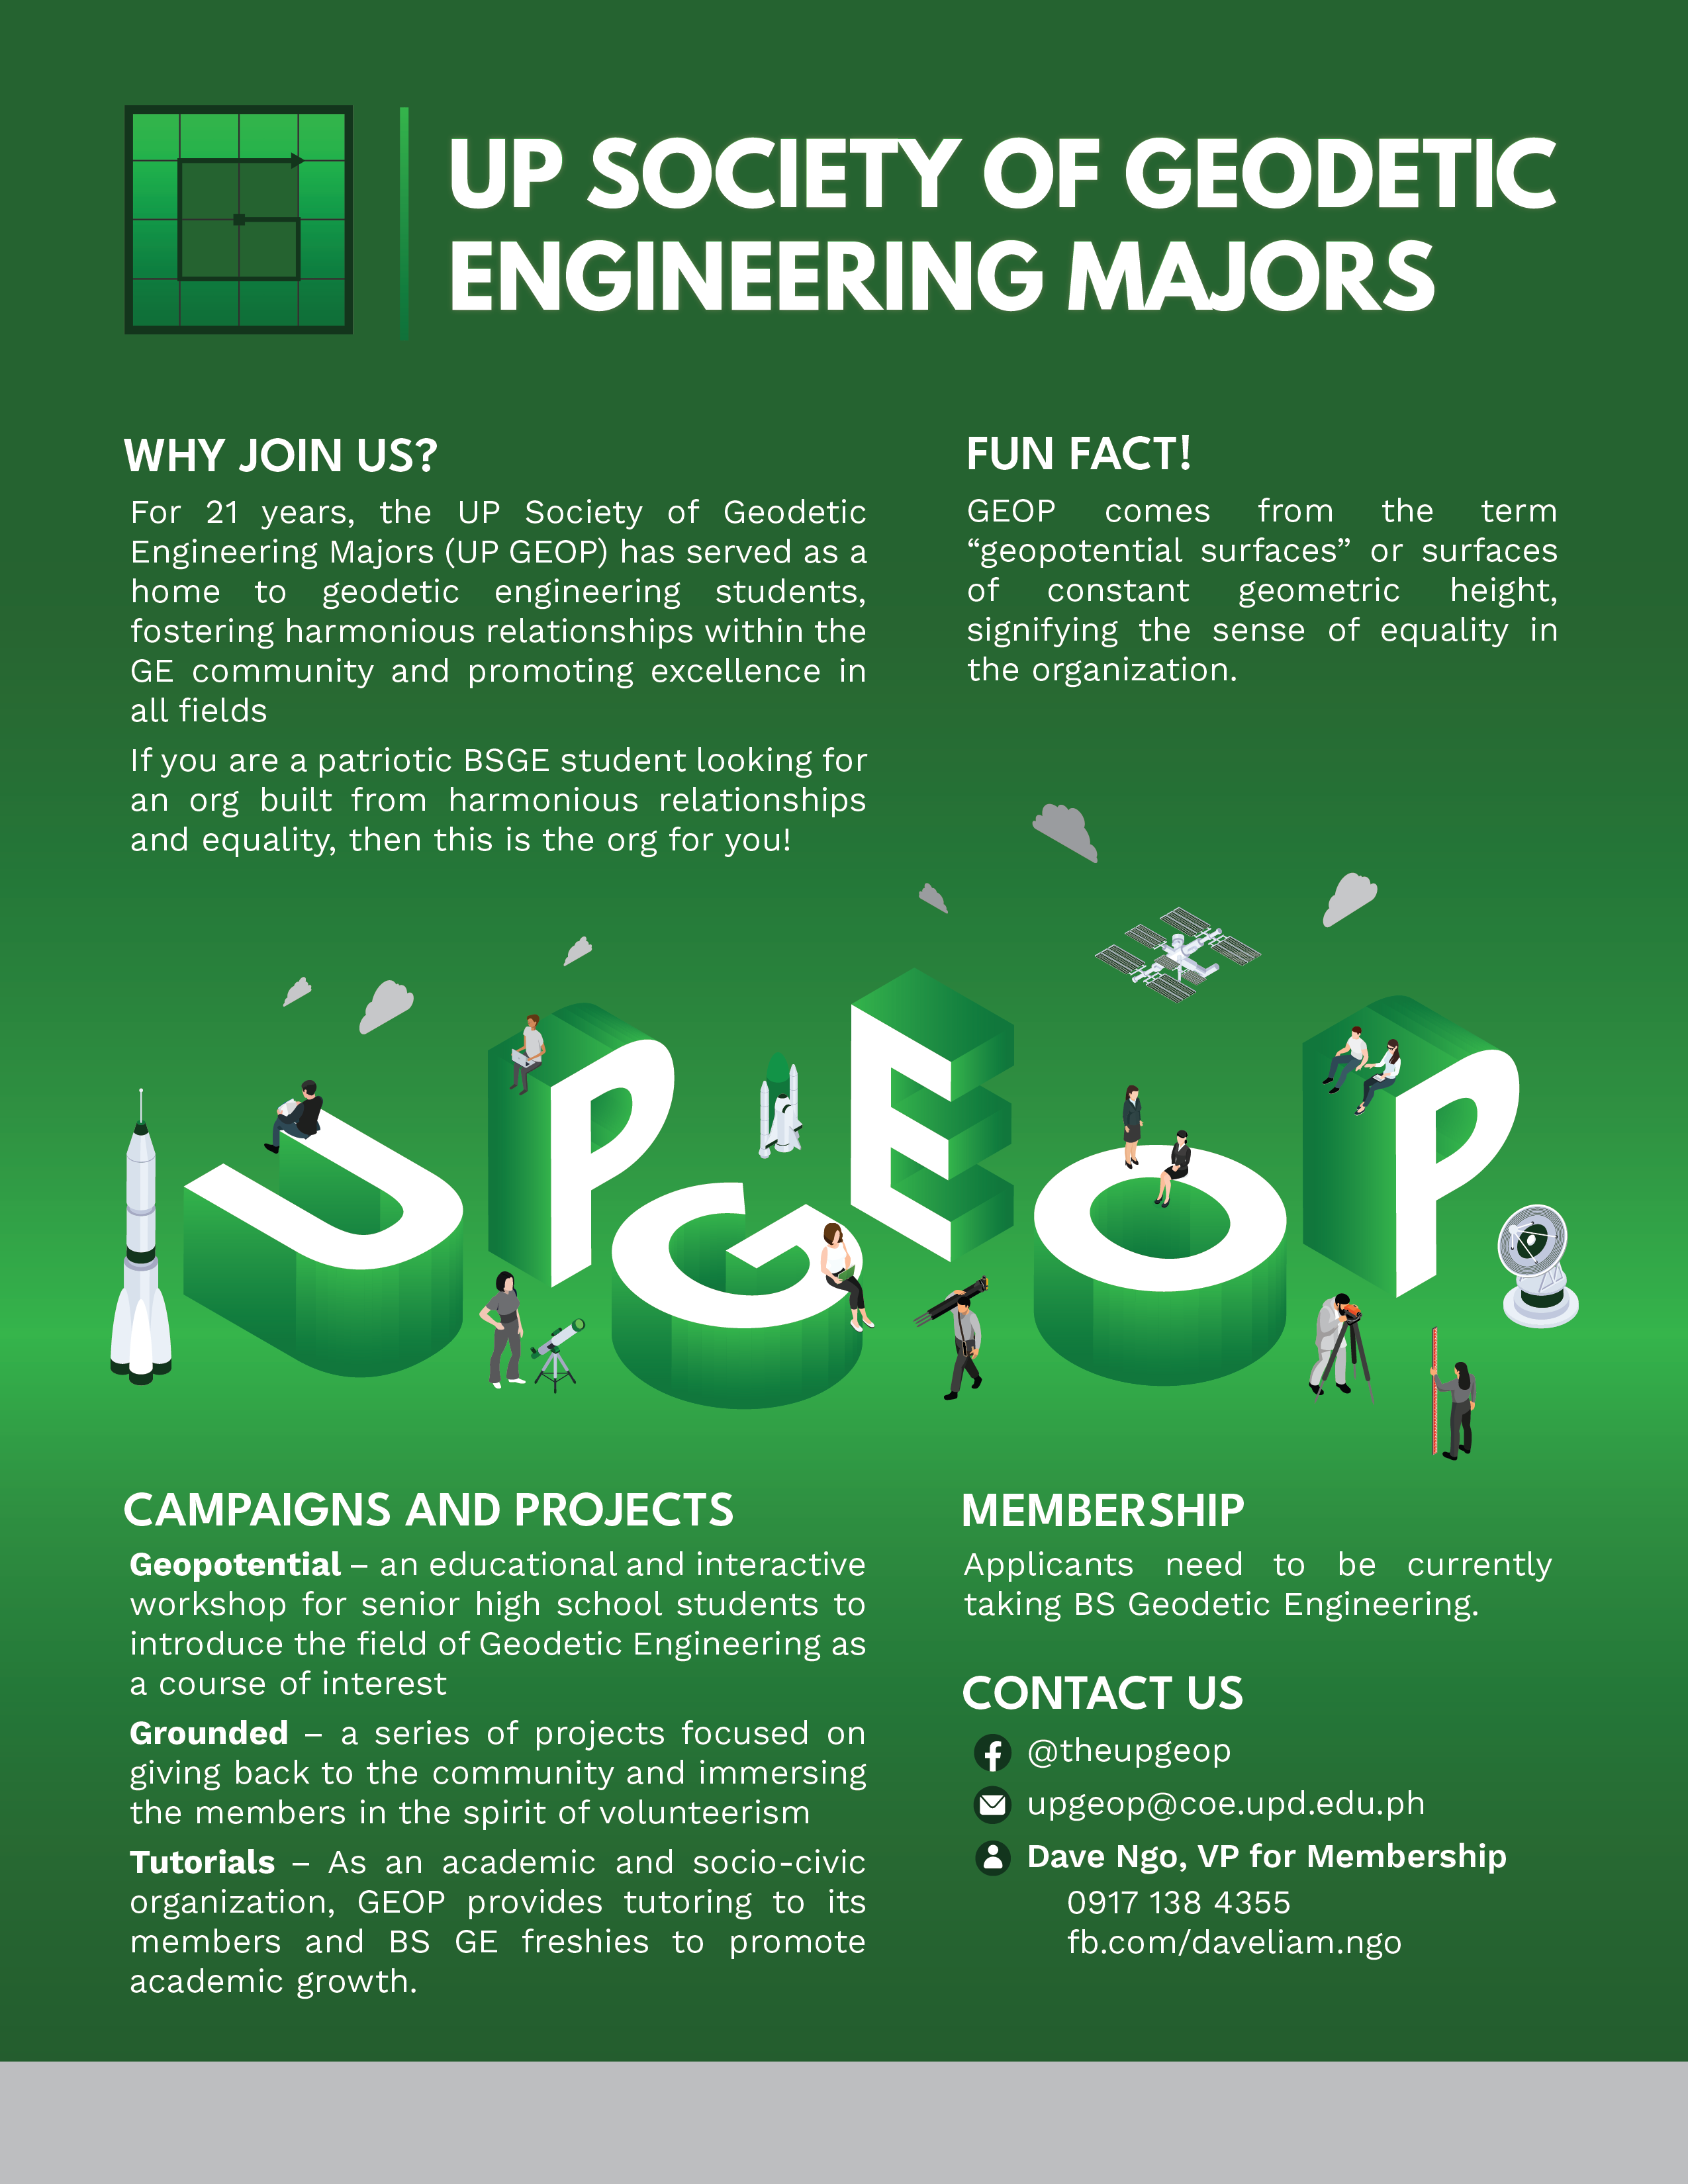 UP SOCIETY OF GEODETIC
ENGINEERING MAJORS
WHY JOIN US?
For 21 years, the UP Society of Geodetic
Engineering Majors (UP GEOP) has served as a
home to geodetic engineering students,
fostering harmonious relationships within the
GE community and promoting excellence in
all fields
If you are a patriotic BSGE student looking for
an org built from harmonious relationships
and equality, then this is the org for you!
FUN FACT!
GEOP comes from the term
“geopotential surfaces” or surfaces
of constant geometric height,
signifying the sense of equality in
the organization.
UPGEOP
CAMPAIGNS AND PROJECTS
Geopotential – an educational and interactive
workshop for senior high school students to
introduce the field of Geodetic Engineering as
a course of interest
Grounded – a series of projects focused on
giving back to the community and immersing
the members in the spirit of volunteerism
Tutorials – As an academic and socio-civic
organization, GEOP provides tutoring to its
members and BS GE freshies to promote
academic growth.
MEMBERSHIP
Applicants need to be currently
taking BS Geodetic Engineering.
CONTACT US
@theupgeop
upgeop@coe.upd.edu.ph
Dave Ngo, VP for Membership
0917 138 4355
fb.com/daveliam.ngo